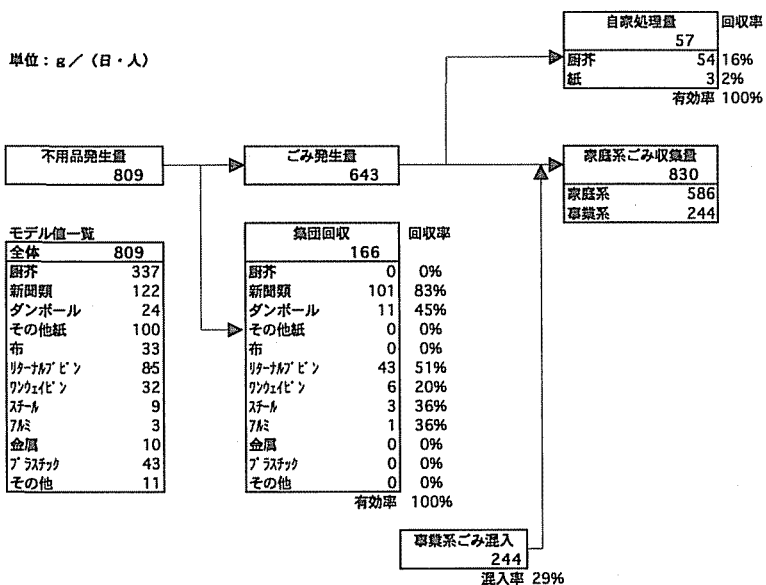 単位：g／（日・人）
自家処理量 回収率
57
厨芥 54 16%
紙 3 2%
有効率 100%
不用品発生量
809
ごみ発生量
643
家庭系ごみ収集量
830
家庭系 586
事業系 244
モデル値一覧
全体 809
厨芥 337
新聞類 122
ダンボール 24
その他紙 100
布 33
ﾘﾀｰﾅﾙﾌﾞﾋﾞﾝ 85
ﾜﾝｳｪｲﾋﾞﾝ 32
ｽﾁｰﾙ 9
ｱﾙﾐ 3
金属 10
ﾌﾟﾗｽﾁｯｸ 43
その他 11
集団回収 回収率
166
厨芥 0 0%
新聞類 101 83%
ダンボール 11 45%
その他紙 0 0%
布 0 0%
ﾘﾀｰﾅﾙﾌﾞﾋﾞﾝ 43 51%
ﾜﾝｳｪｲﾋﾞﾝ 6 20%
ｽﾁｰﾙ 3 36%
ｱﾙﾐ 1 36%
金属 0 0%
ﾌﾟﾗｽﾁｯｸ 0 0%
その他 0 0%
有効率 100%
事業系ごみ混入
244
混入率 29%